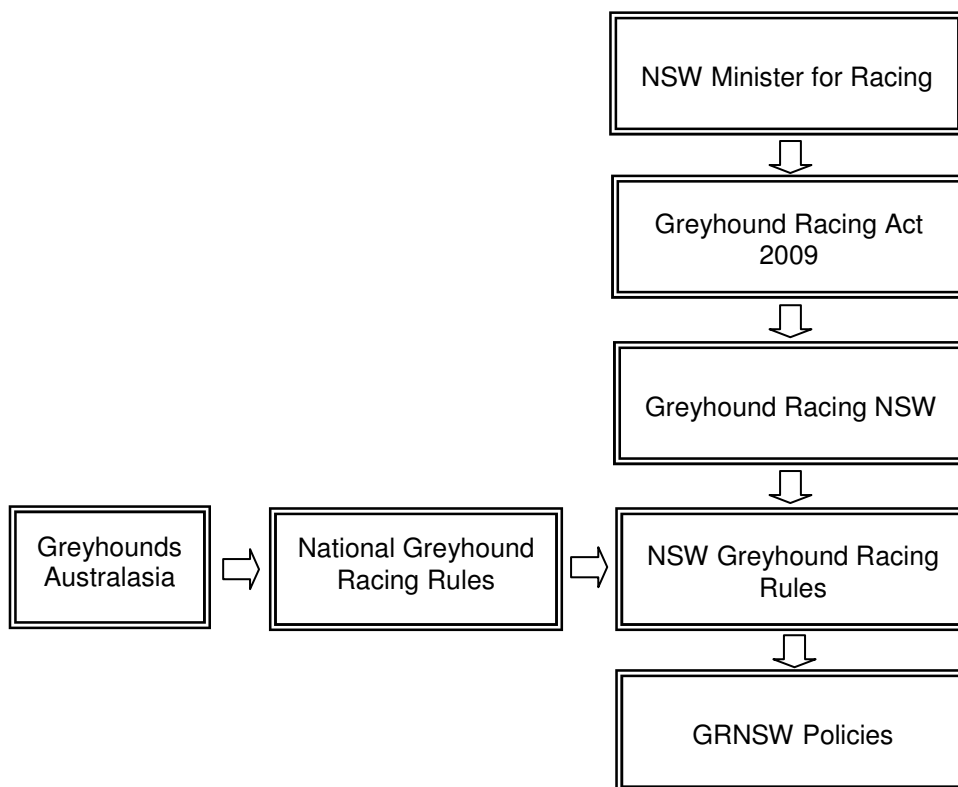 NSW Minister for Racing
Greyhound Racing Act
2009
Greyhound Racing NSW
Greyhounds
Australasia
National Greyhound
Racing Rules
NSW Greyhound Racing
Rules
GRNSW Policies